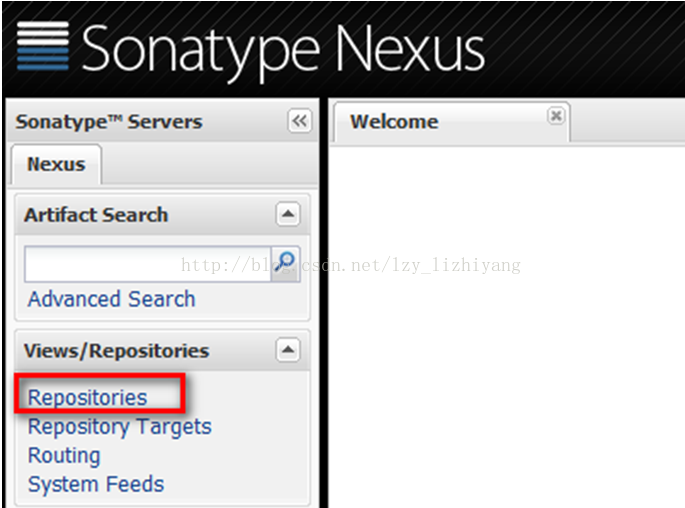 Sonatype Nexus
Sonatype™ Servers
Welcome
Nexus
Artifact Search
http://blog.csdn.net/lzy_lizhiyang
Advanced Search
Views/Repositories
Repositories
Repository Targets
Routing
System Feeds